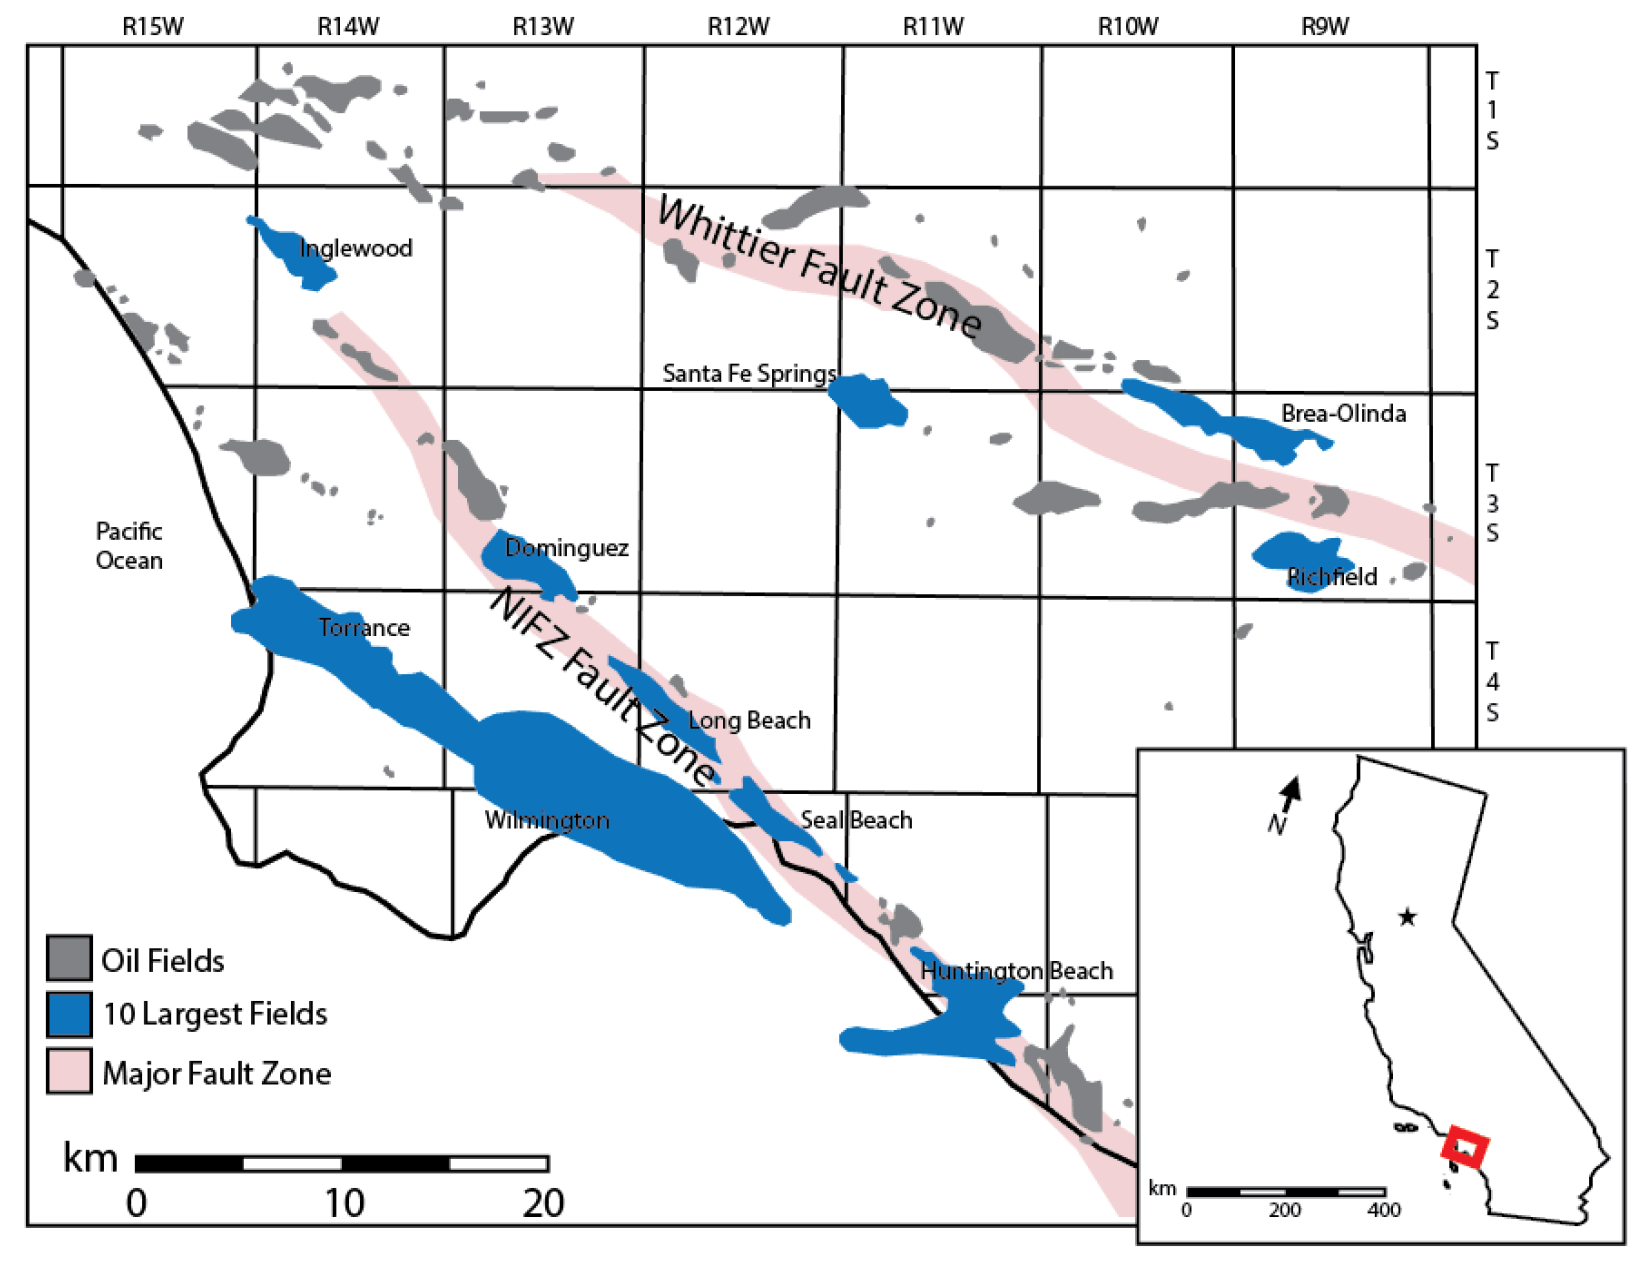 R15W R14W R13W R12W R11W R10W R9W
T
1
S
Whittier Fault Zone
Inglewood
T
2
S
Santa Fe Springs
Brea-Olinda
T
3
S
Pacific
Ocean
Dominguez
Richfield
NIFZ Fault Zone
Torrance
T
4
S
Long Beach
Wilmington
Seal Beach
N
Oil Fields
Huntington Beach
10 Largest Fields
Major Fault Zone
km
0 10 20
km
0 200 400